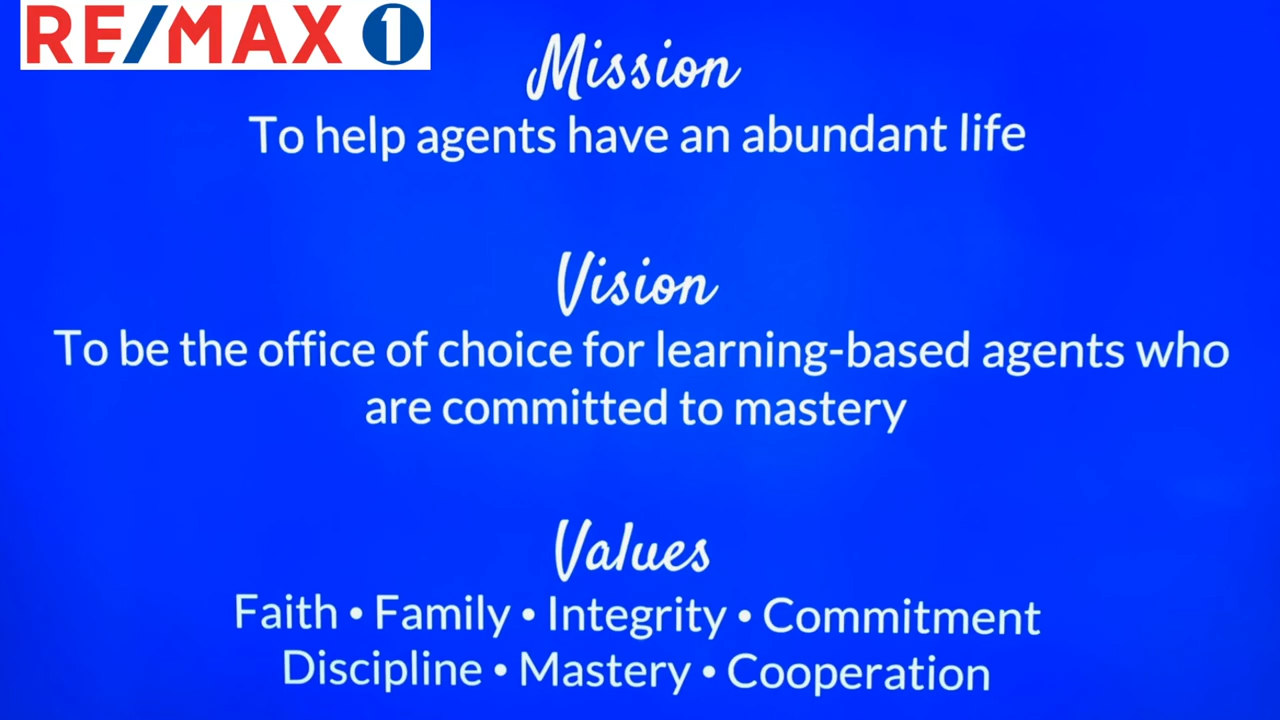 RE/MAX 1
Mission
To help agents have an abundant life
Vision
To be the office of choice for learning-based agents who
are committed to mastery
Values
Faith • Family • Integrity • Commitment
Discipline • Mastery • Cooperation